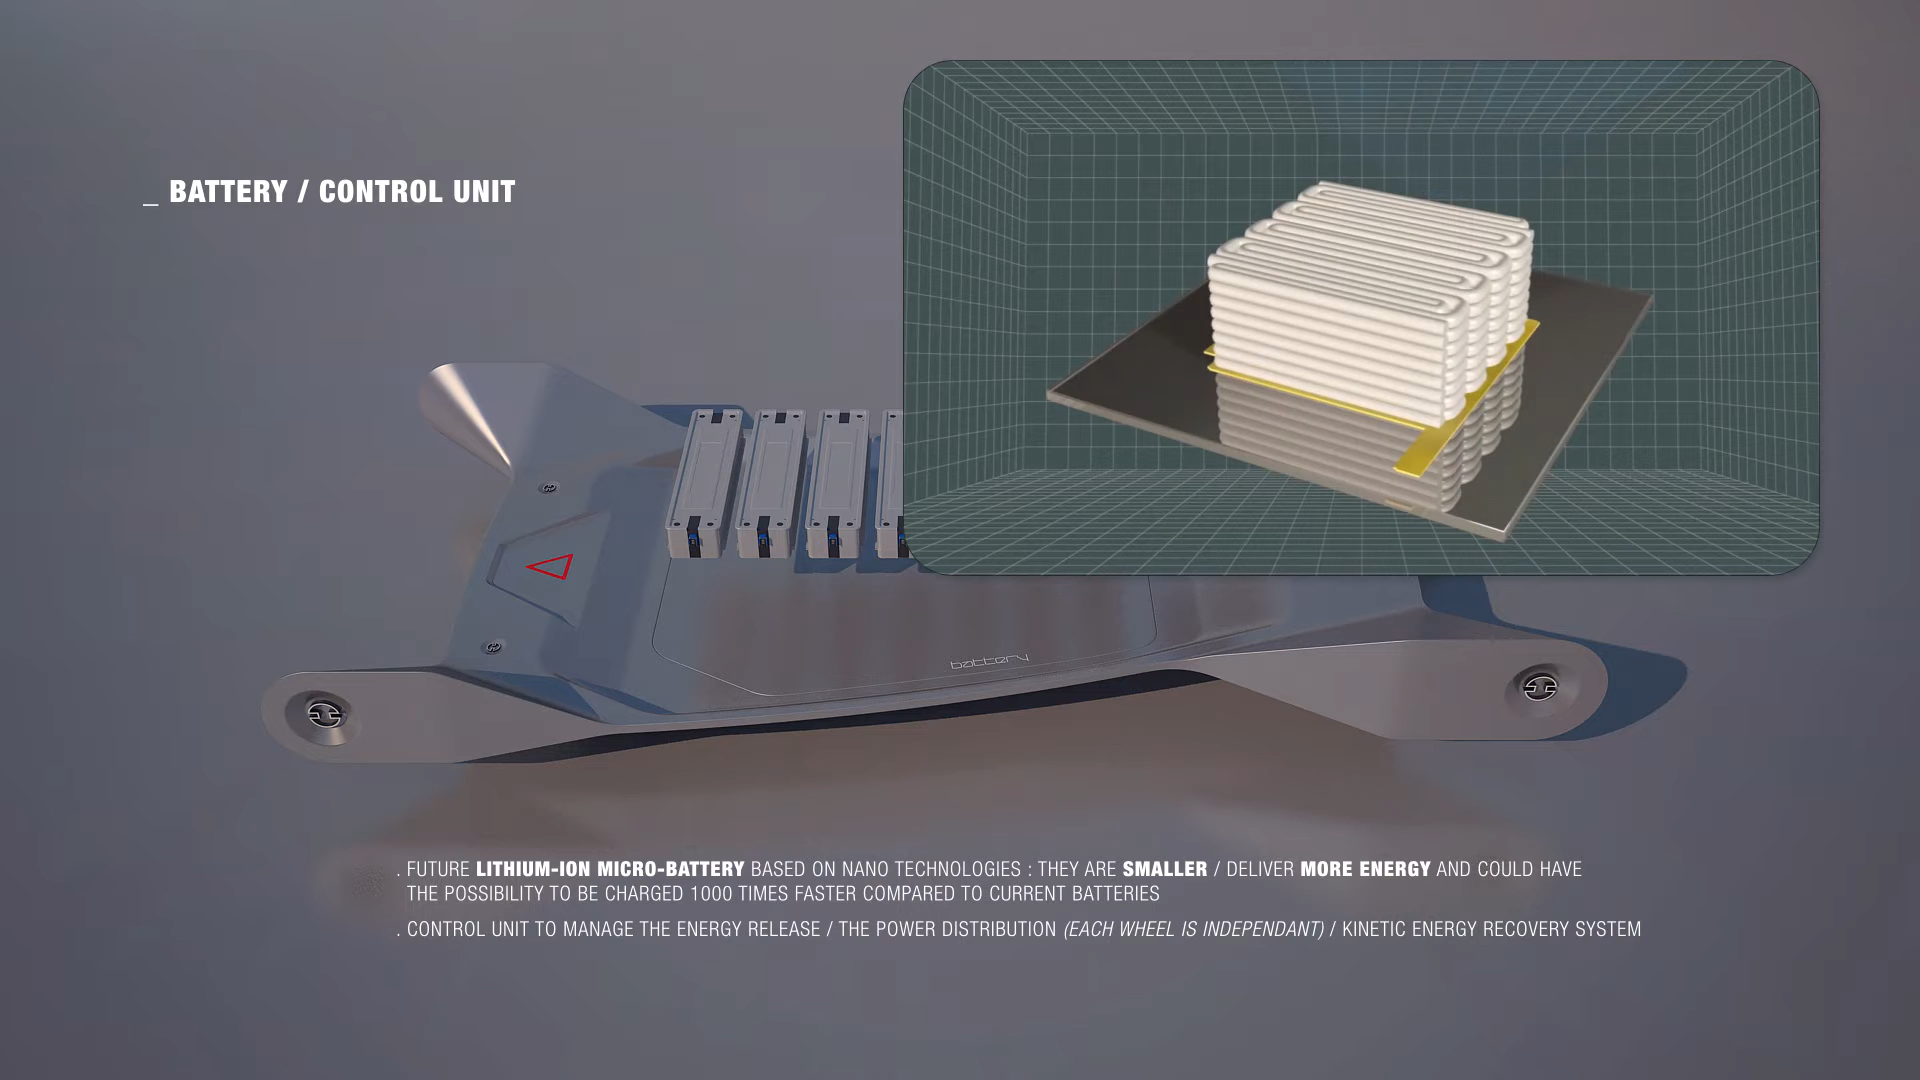 _ BATTERY / CONTROL UNIT
battery
. FUTURE LITHIUM-ION MICRO-BATTERY BASED ON NANO TECHNOLOGIES : THEY ARE SMALLER / DELIVER MORE ENERGY AND COULD HAVE
THE POSSIBILITY TO BE CHARGED 1000 TIMES FASTER COMPARED TO CURRENT BATTERIES
. CONTROL UNIT TO MANAGE THE ENERGY RELEASE / THE POWER DISTRIBUTION (EACH WHEEL IS INDEPENDANT) / KINETIC ENERGY RECOVERY SYSTEM